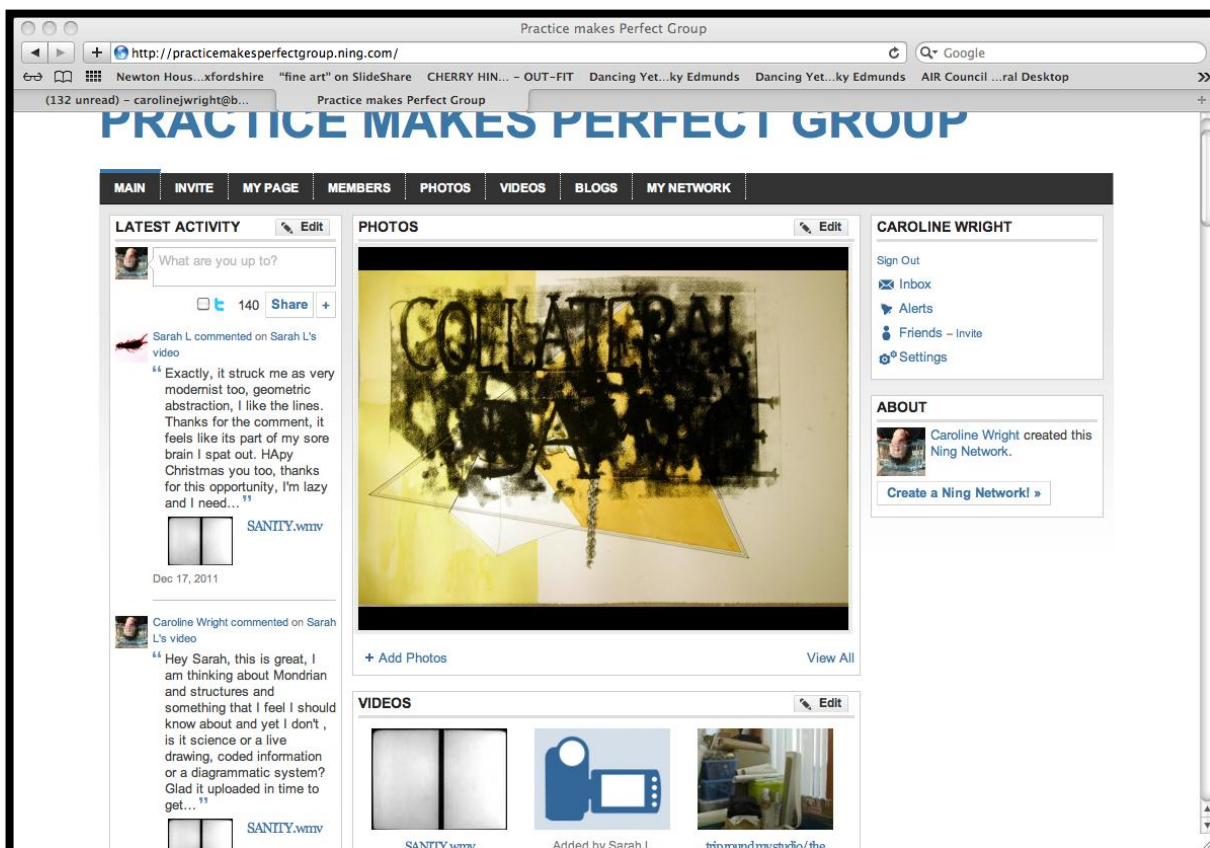 Practice makes Perfect Group
http://practicemakesperfectgroup.ning.com/
Google
Newton Hous...xfordshire "fine art" on SlideShare CHERRY HIN... – OUT-FIT Dancing Yet...ky Edmunds Dancing Yet...ky Edmunds AIR Council ...ral Desktop
(132 unread) – carolinejwright@b... Practice makes Perfect Group
PRACTICE MAKES PERFECT GROUP
MAIN INVITE MY PAGE MEMBERS PHOTOS VIDEOS BLOGS MY NETWORK
LATEST ACTIVITY Edit
What are you up to?
140 Share +
Sarah L commented on Sarah L's
video
“ Exactly, it struck me as very
modernist too, geometric
abstraction, I like the lines.
Thanks for the comment, it
feels like its part of my sore
brain I spat out. HApy
Christmas you too, thanks
for this opportunity, I'm lazy
and I need... ”
SANITY.wmv
Dec 17, 2011
Caroline Wright commented on Sarah
L's video
“ Hey Sarah, this is great, I
am thinking about Mondrian
and structures and
something that I feel I should
know about and yet I don't ,
is it science or a live
drawing, coded information
or a diagrammatic system?
Glad it uploaded in time to
get... ”
SANITY.wmv
PHOTOS Edit
COLLATERAL
+ Add Photos View All
VIDEOS Edit
SANITY.wmv Added by Sarah L trip round my studio/ the
CAROLINE WRIGHT
Sign Out
Inbox
Alerts
Friends – Invite
Settings
ABOUT
Caroline Wright created this
Ning Network.
Create a Ning Network! »